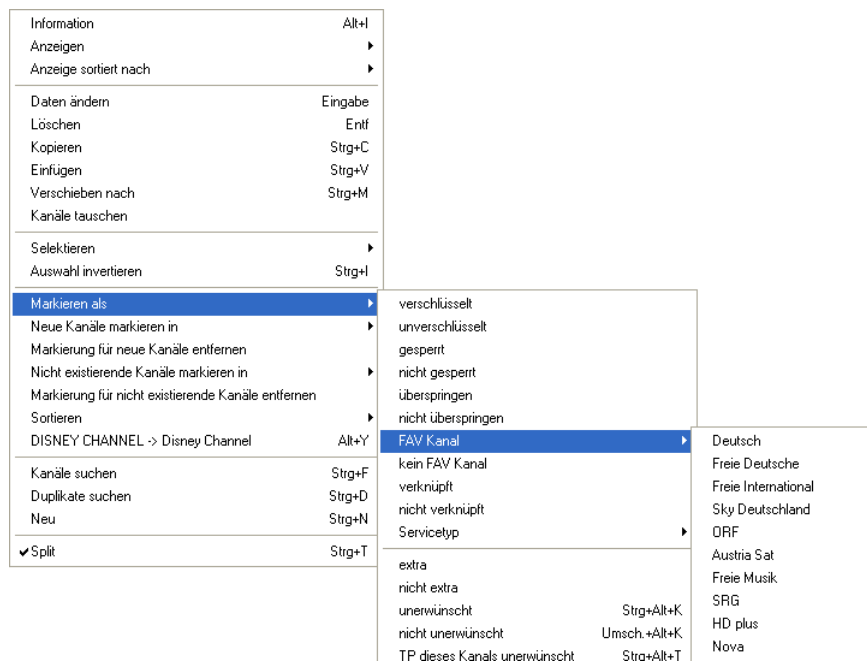 Information Alt+I
Anzeigen
Anzeige sortiert nach
Daten ändern Eingabe
Löschen Entf
Kopieren Strg+C
Einfügen Strg+V
Verschieben nach Strg+M
Kanäle tauschen
Selektieren
Auswahl invertieren Strg+I
Markieren als
Neue Kanäle markieren in
Markierung für neue Kanäle entfernen
Nicht existierende Kanäle markieren in
Markierung für nicht existierende Kanäle entfernen
Sortieren
DISNEY CHANNEL -> Disney Channel Alt+Y
Kanäle suchen Strg+F
Duplikate suchen Strg+D
Neu Strg+N
Split Strg+T
verschlüsselt
unverschlüsselt
gesperrt
nicht gesperrt
überspringen
nicht überspringen
FAV Kanal
kein FAV Kanal
verknüpft
nicht verknüpft
Servicetyp
extra
nicht extra
unerwünscht Strg+Alt+K
nicht unerwünscht Umsch.+Alt+K
TP dieses Kanals unerwünscht Strg+Alt+T
Deutsch
Freie Deutsche
Freie International
Sky Deutschland
ORF
Austria Sat
Freie Musik
SRG
HD plus
Nova